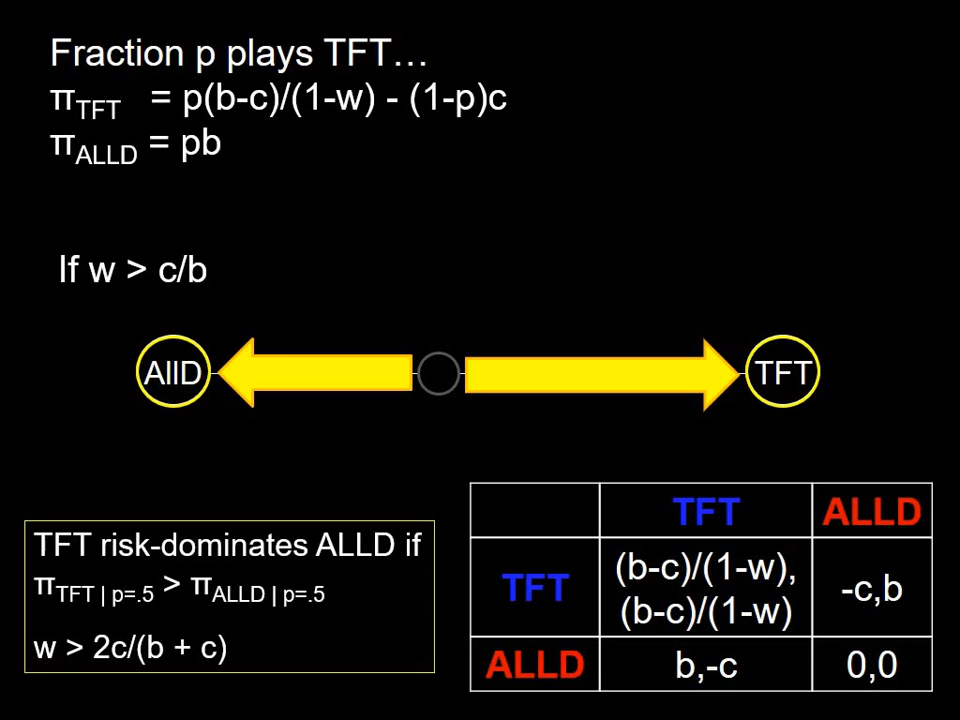 Fraction p plays TFT…
πTFT = p(b-c)/(1-w) - (1-p)c
πALLD = pb
If w > c/b
AllD
TFT
TFT risk-dominates ALLD if
πTFT | p=.5 > πALLD | p=.5
w > 2c/(b + c)
TFT ALLD
TFT (b-c)/(1-w), (b-c)/(1-w) -c,b
ALLD b,-c 0,0